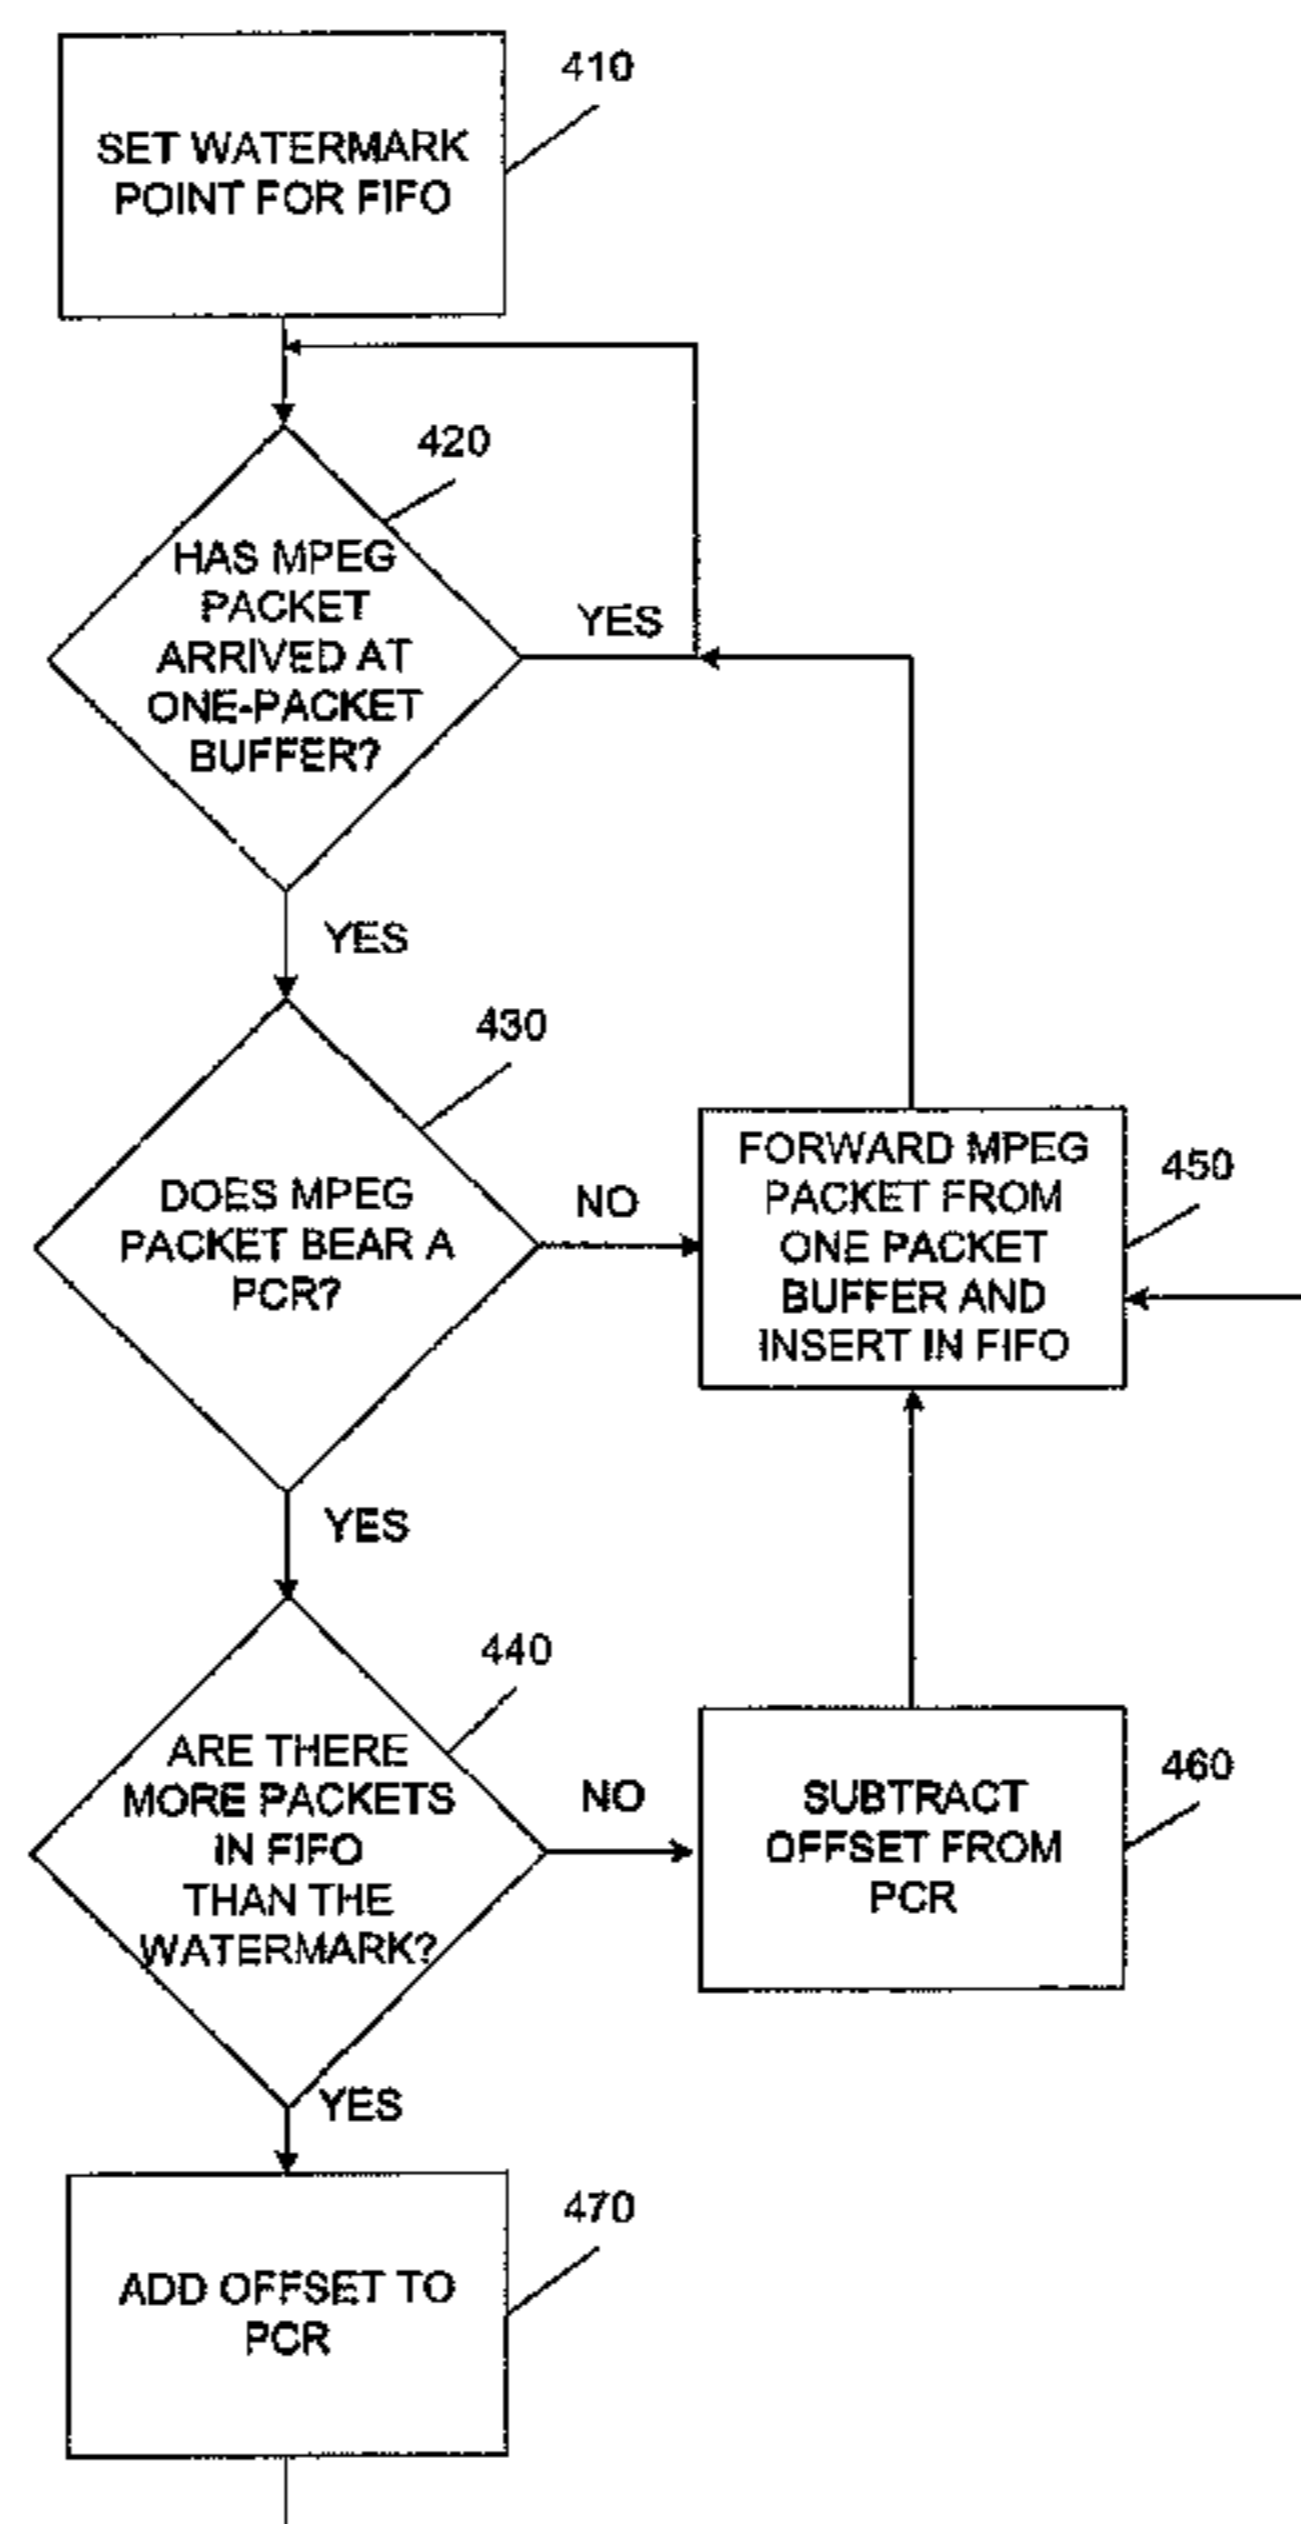 410
SET WATERMARK
POINT FOR FIFO
420
HAS MPEG
PACKET
ARRIVED AT
ONE-PACKET
BUFFER?
YES
YES
430
DOES MPEG
PACKET BEAR A
PCR?
NO
FORWARD MPEG
PACKET FROM
ONE PACKET
BUFFER AND
INSERT IN FIFO
450
YES
440
ARE THERE
MORE PACKETS
IN FIFO
THAN THE
WATERMARK?
NO
SUBTRACT
OFFSET FROM
PCR
460
YES
470
ADD OFFSET TO
PCR